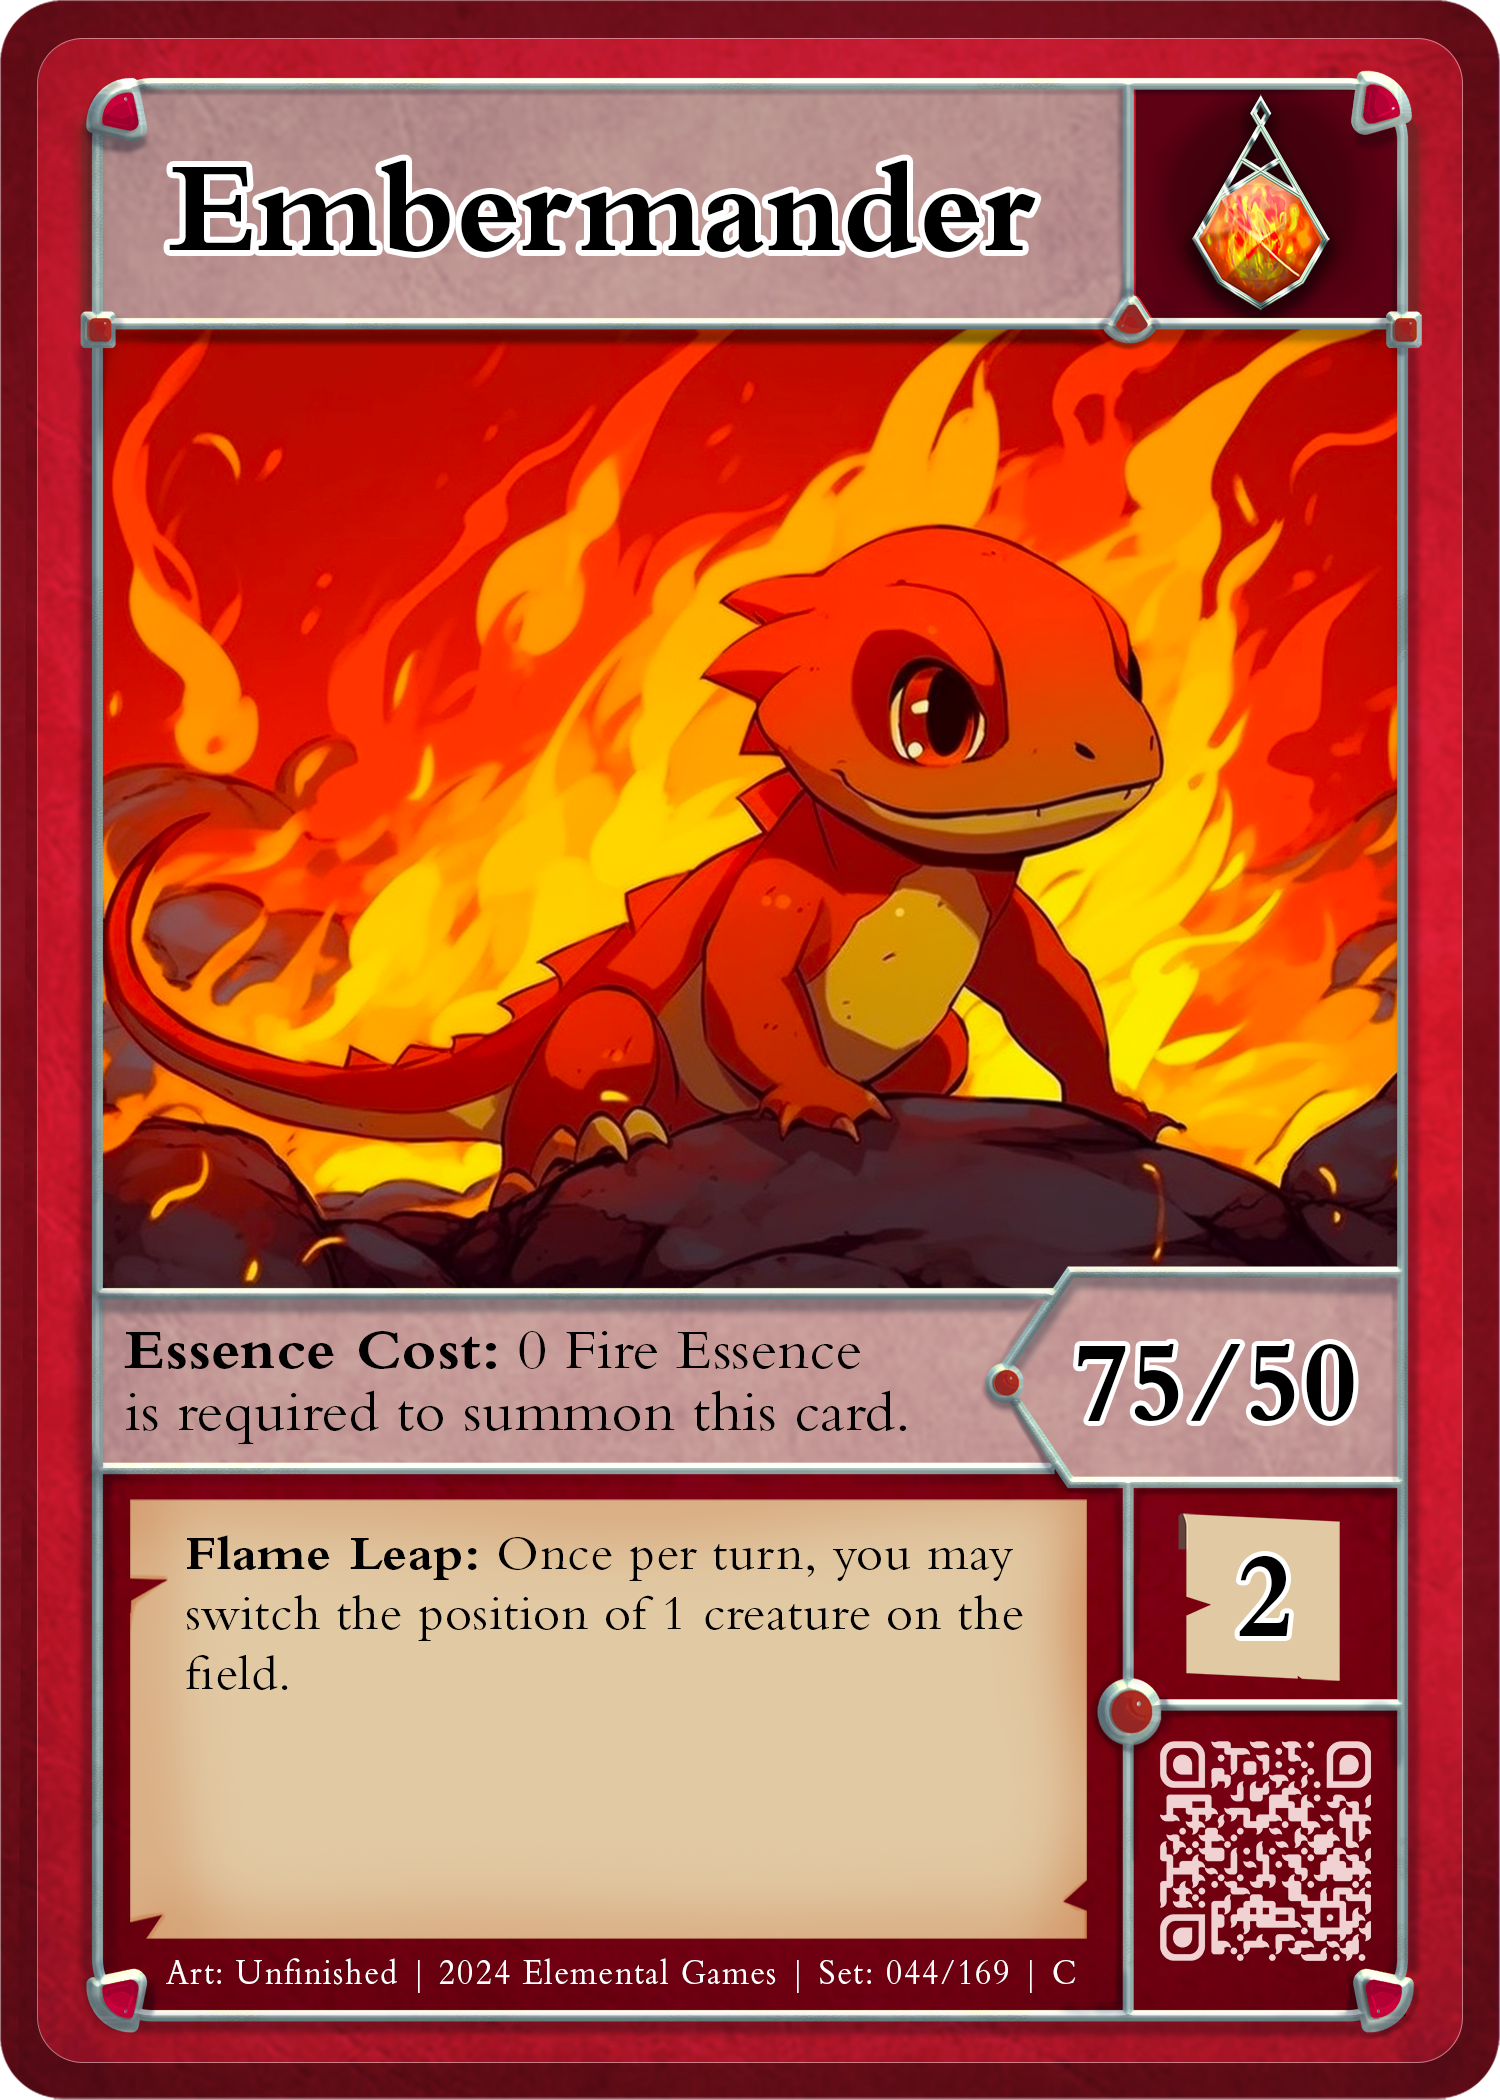 Embermander
Essence Cost: 0 Fire Essence
is required to summon this card.
75/50
Flame Leap: Once per turn, you may
switch the position of 1 creature on the
field.
2
Art: Unfinished | 2024 Elemental Games | Set: 044/169 | C